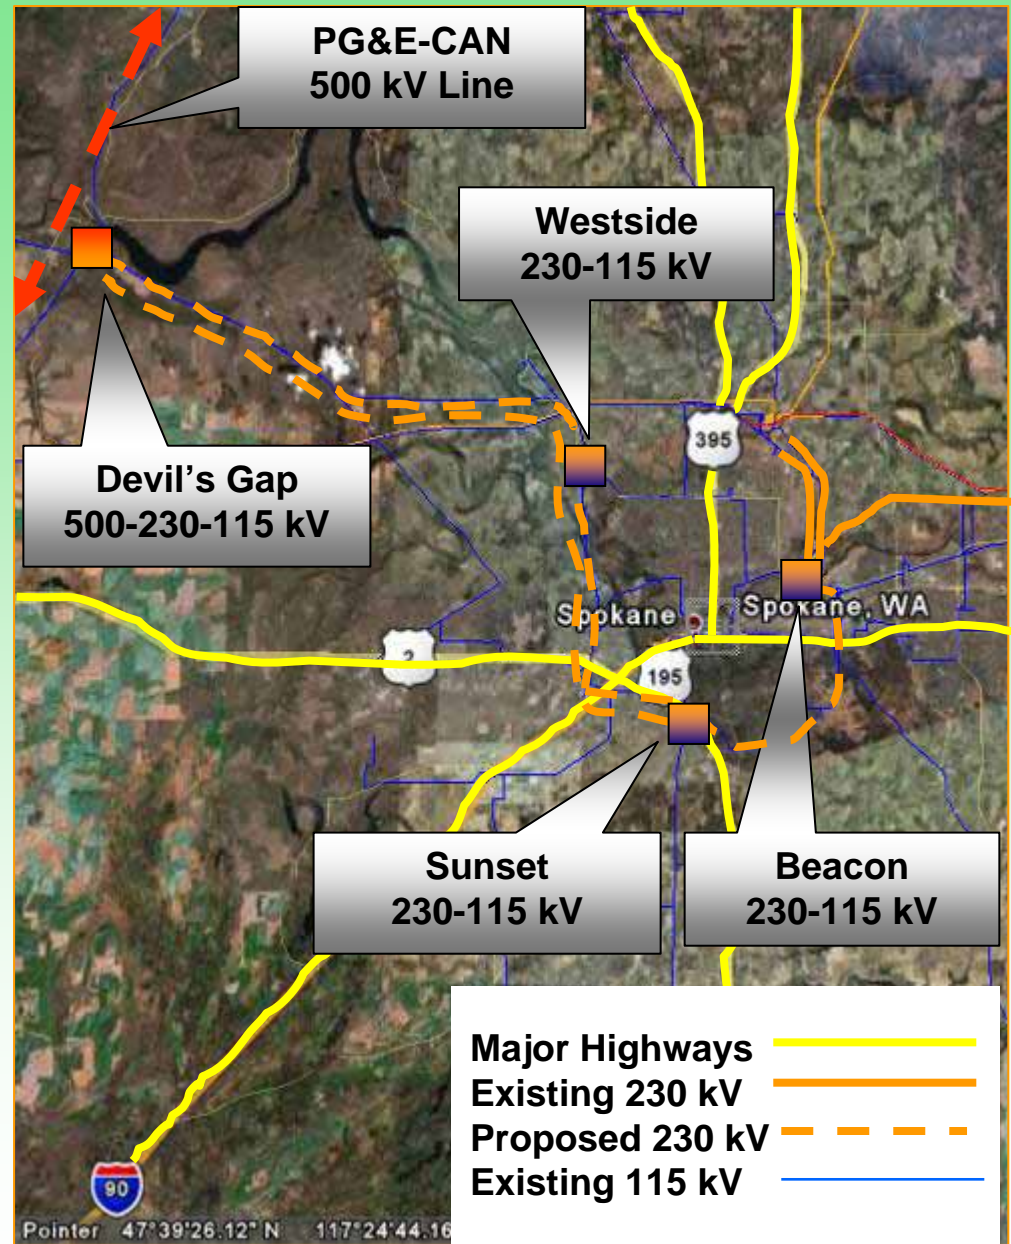 PG&E-CAN
500 kV Line
Westside
230-115 kV
395
Devil's Gap
500-230-115 kV
Spokane
Spokane, WA
2
195
Sunset
230-115 kV
Beacon
230-115 kV
Major Highways
Existing 230 kV
Proposed 230 kV
Existing 115 kV
90
Pointer 47°39'26.12" N 117°24'44.16